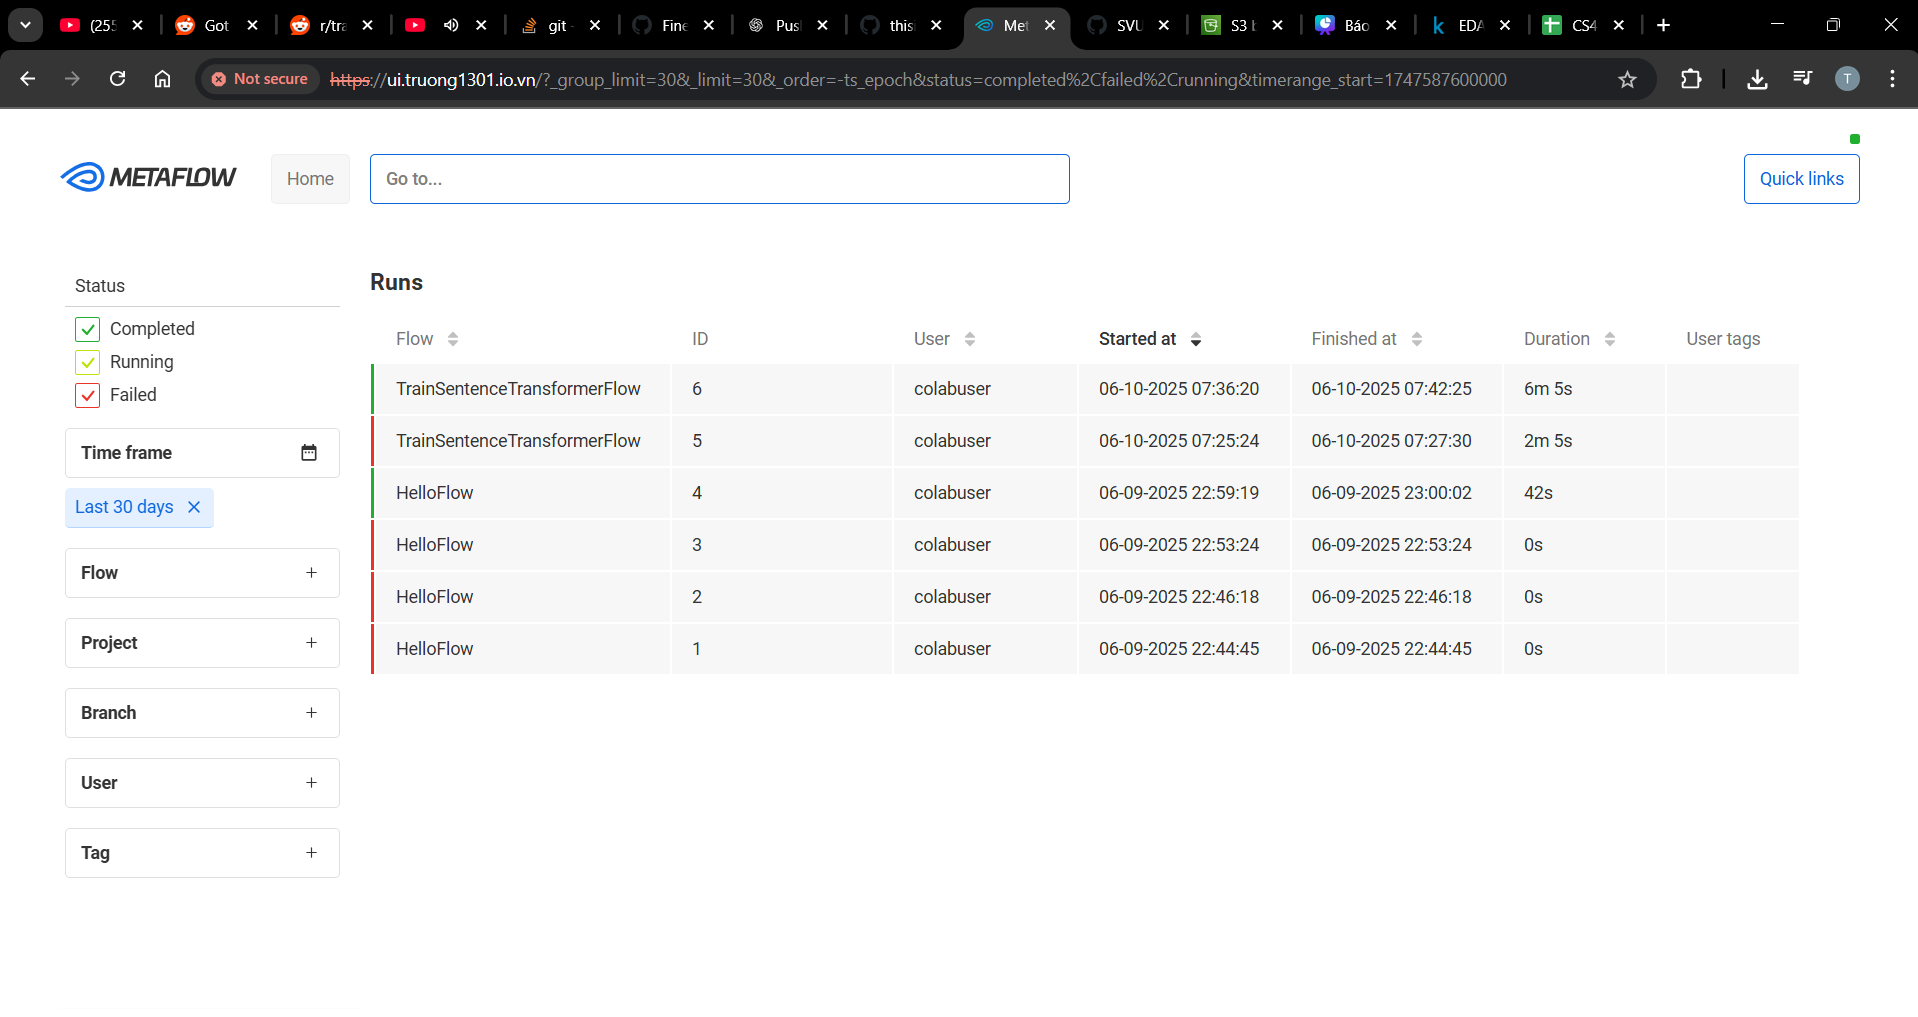 (255 Got r/tra git - Fine Pus thisi Met SVU S3 b Báo EDA CS4
Not secure https://ui.truong1301.io.vn/?_group_limit=30&_limit=30&_order=-ts_epoch&status=completed%2Cfailed%2Crunning&timerange_start=1747587600000 T
METAFLOW Home Go to... Quick links
Status
Completed
Running
Failed
Time frame
Last 30 days
Flow
Project
Branch
User
Tag
Runs
Flow ID User Started at Finished at Duration User tags
TrainSentenceTransformerFlow 6 colabuser 06-10-2025 07:36:20 06-10-2025 07:42:25 6m 5s
TrainSentenceTransformerFlow 5 colabuser 06-10-2025 07:25:24 06-10-2025 07:27:30 2m 5s
HelloFlow 4 colabuser 06-09-2025 22:59:19 06-09-2025 23:00:02 42s
HelloFlow 3 colabuser 06-09-2025 22:53:24 06-09-2025 22:53:24 0s
HelloFlow 2 colabuser 06-09-2025 22:46:18 06-09-2025 22:46:18 0s
HelloFlow 1 colabuser 06-09-2025 22:44:45 06-09-2025 22:44:45 0s